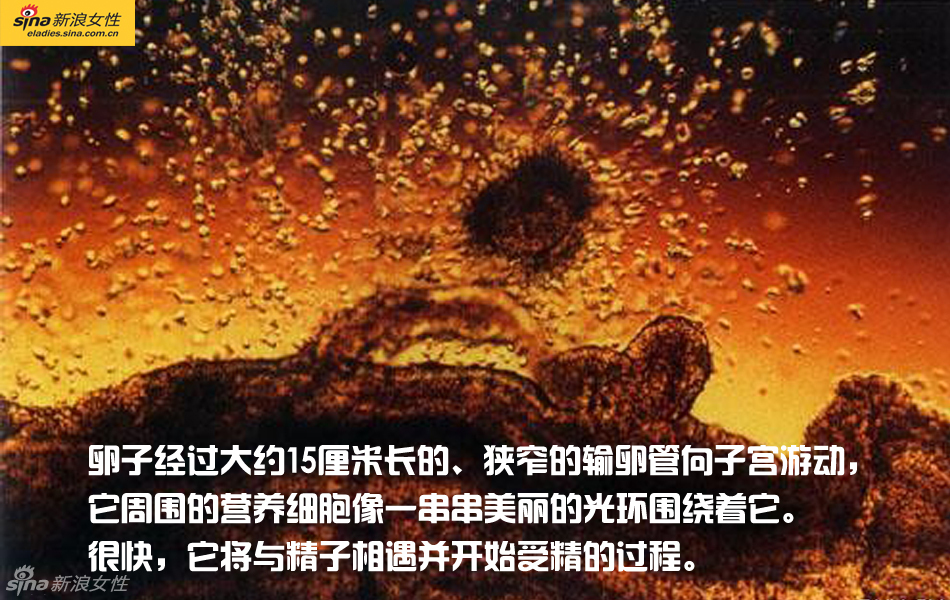 sina新浪女性
eladies.sina.com.cn
卵子经过大约15厘米长的、狭窄的输卵管向子宫游动，
它周围的营养细胞像一串串美丽的光环围绕着它。
很快，它将与精子相遇并开始受精的过程。
sina新浪女性